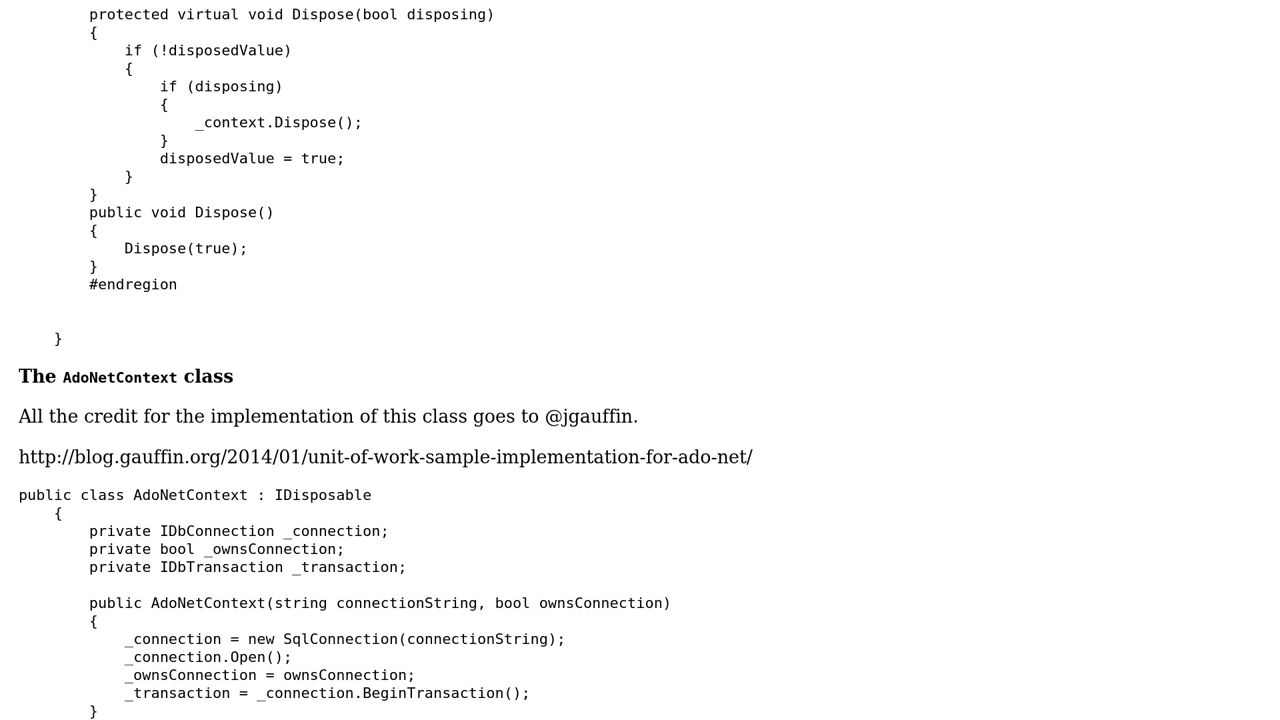 protected virtual void Dispose(bool disposing)
{
if (!disposedValue)
{
if (disposing)
{
_context.Dispose();
}
disposedValue = true;
}
}
public void Dispose()
{
Dispose(true);
}
#endregion
}
The AdoNetContext class
All the credit for the implementation of this class goes to @jgauffin.
http://blog.gauffin.org/2014/01/unit-of-work-sample-implementation-for-ado-net/
public class AdoNetContext : IDisposable
{
private IDbConnection _connection;
private bool _ownsConnection;
private IDbTransaction _transaction;
public AdoNetContext(string connectionString, bool ownsConnection)
{
_connection = new SqlConnection(connectionString);
_connection.Open();
_ownsConnection = ownsConnection;
_transaction = _connection.BeginTransaction();
}